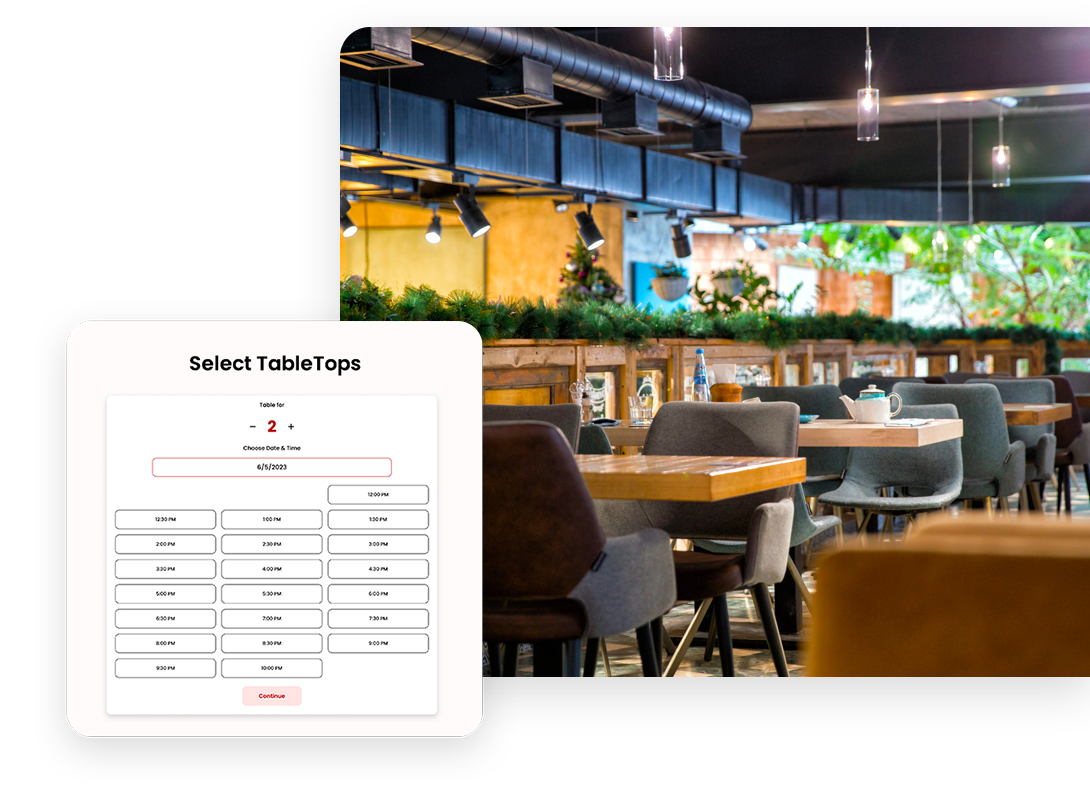 Select TableTops
Table for
− 2 +
Choose Date & Time
6/5/2023
12:00 PM
12:30 PM 1:00 PM 1:30 PM
2:00 PM 2:30 PM 3:00 PM
3:30 PM 4:00 PM 4:30 PM
5:00 PM 5:30 PM 6:00 PM
6:30 PM 7:00 PM 7:30 PM
8:00 PM 8:30 PM 9:00 PM
9:30 PM 10:00 PM
Continue